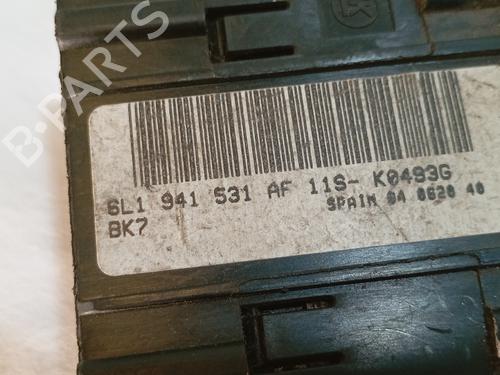 B·PARTS
6L1 941 531 AF 11S- K0493G
SPAIN 04 0620 40
BK7